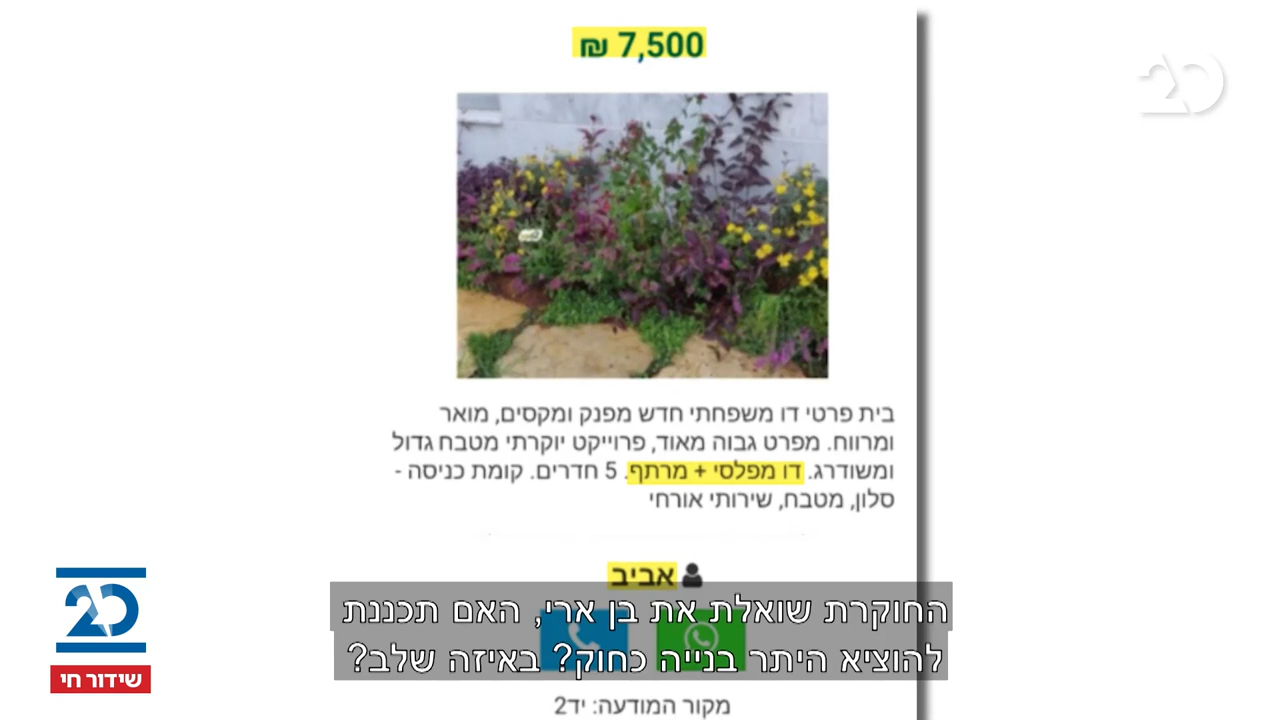 7,500 ₪
20
בית פרטי דו משפחתי חדש מפנק ומקסים, מואר
ומרווח. מפרט גבוה מאוד, פרוייקט יוקרתי מטבח גדול
ומשודרג. דו מפלסי + מרתף. 5 חדרים. קומת כניסה -
סלון, מטבח, שירותי אורחי
אביב
החוקרת שואלת את בן ארי, האם תכננת
להוציא היתר בנייה כחוק? באיזה שלב?
20
שידור חי
מקור המודעה: יד2